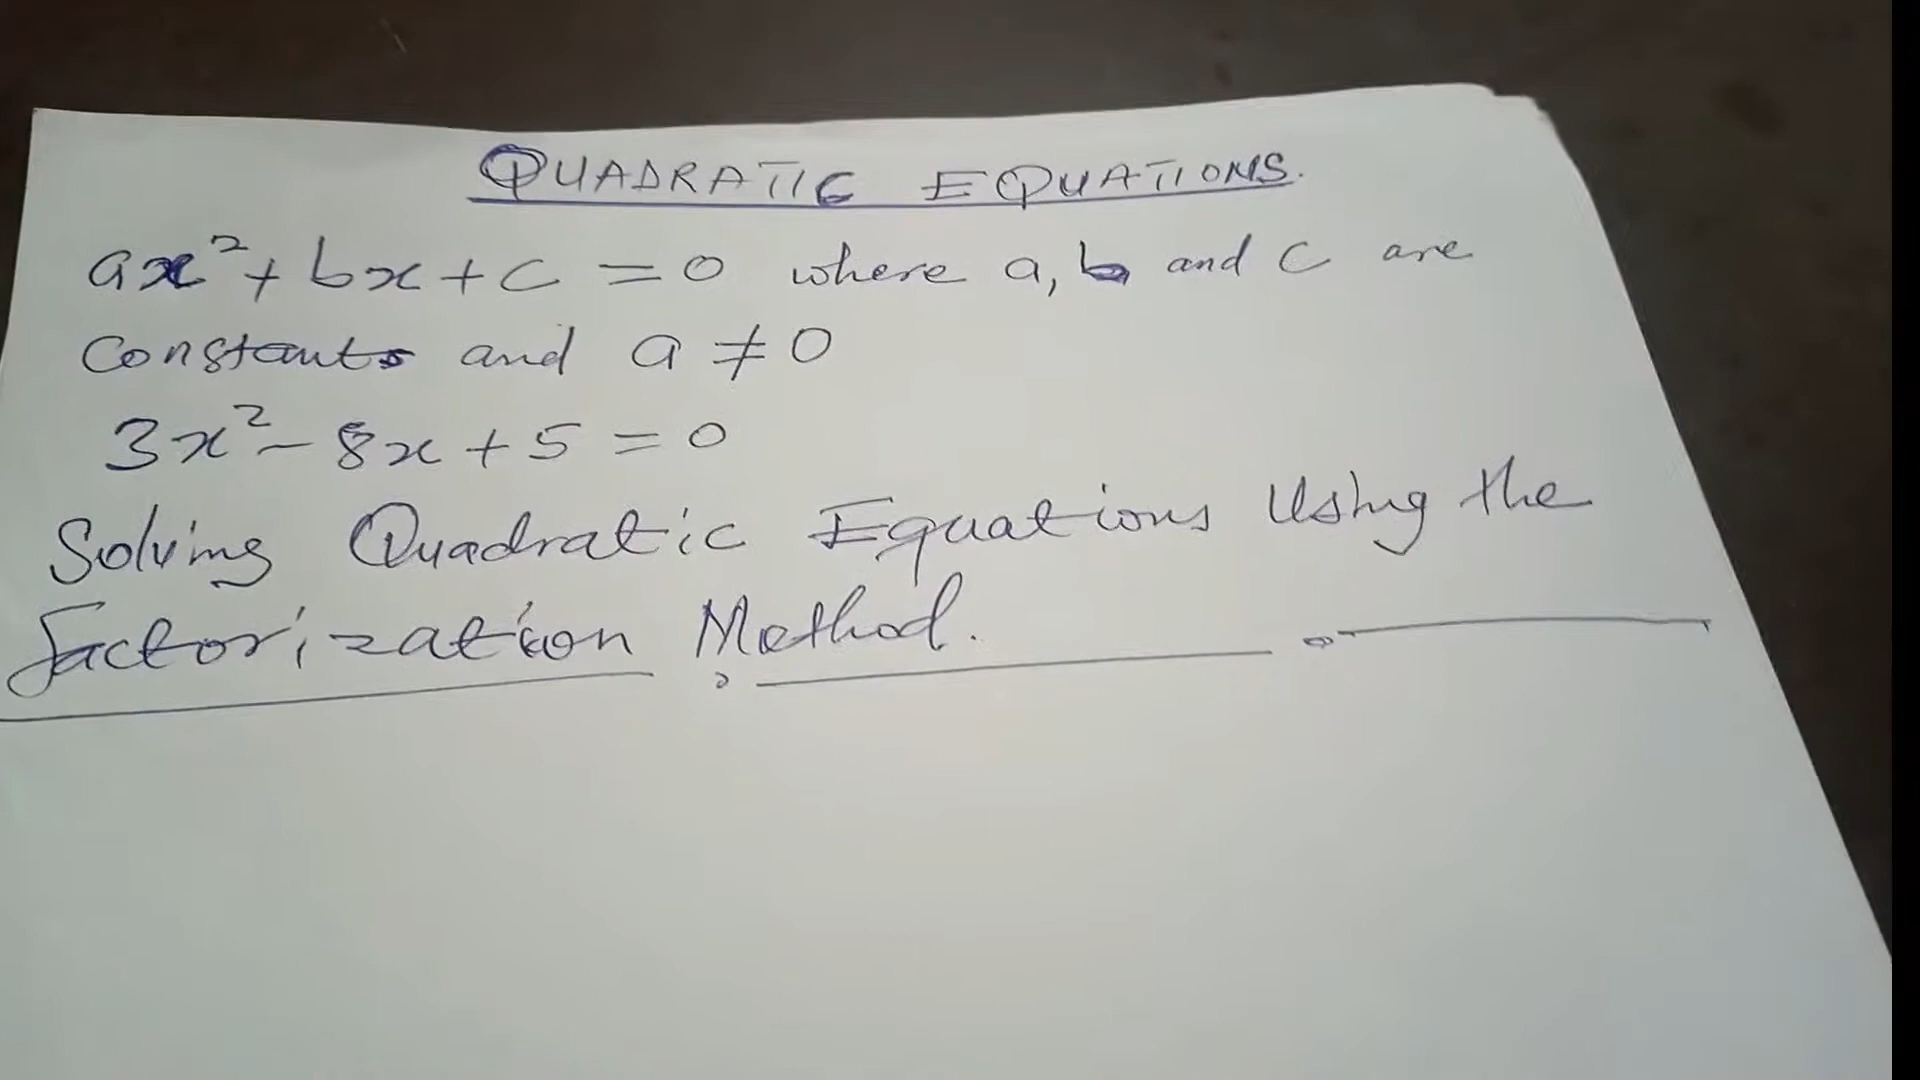 QUADRATIC EQUATIONS.
ax² + bx + c = 0 where a, b and c are
constants and a ≠ 0
3x² - 8x + 5 = 0
Solving Quadratic Equations Using the
Factorization Method.